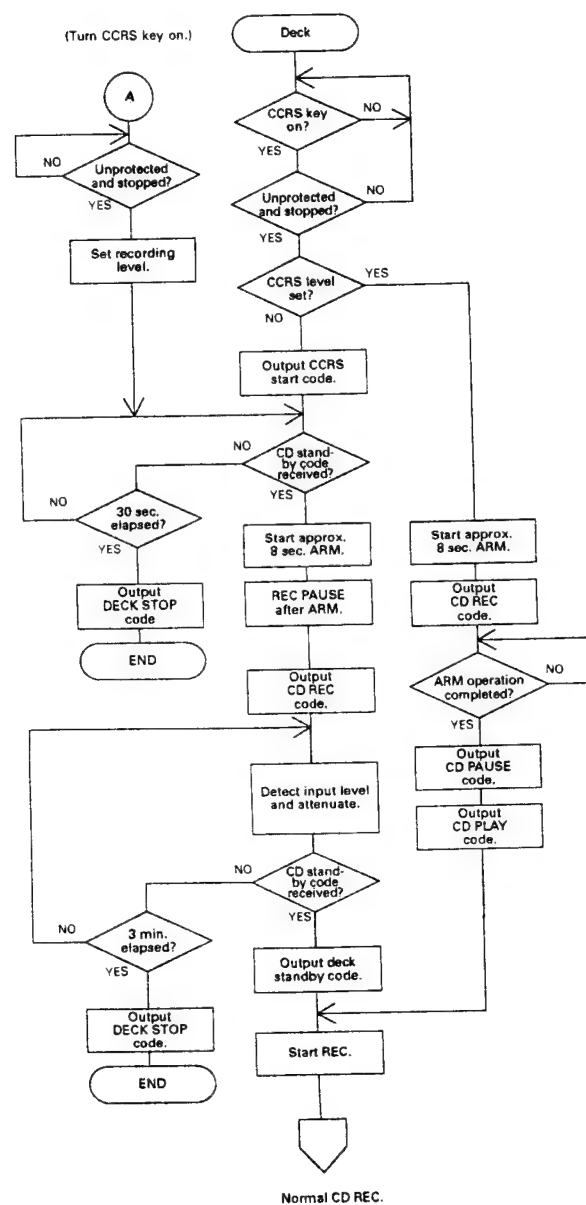 (Turn CCRS key on.)
Deck
A
CCRS key
on?
NO
YES
NO
Unprotected
and stopped?
YES
Unprotected
and stopped?
NO
YES
Set recording
level.
CCRS level
set?
YES
NO
Output CCRS
start code.
NO
CD stand-
by code
received?
YES
NO
30 sec.
elapsed?
YES
Start approx.
8 sec. ARM.
Start approx.
8 sec. ARM.
Output
DECK STOP
code
REC PAUSE
after ARM.
Output
CD REC
code.
END
Output
CD REC
code.
ARM operation
completed?
NO
YES
Detect input level
and attenuate.
Output
CD PAUSE
code.
Output
CD PLAY
code.
NO
CD stand-
by code
received?
YES
NO
3 min.
elapsed?
YES
Output deck
standby code.
Output
DECK STOP
code.
Start REC.
END
Normal CD REC.